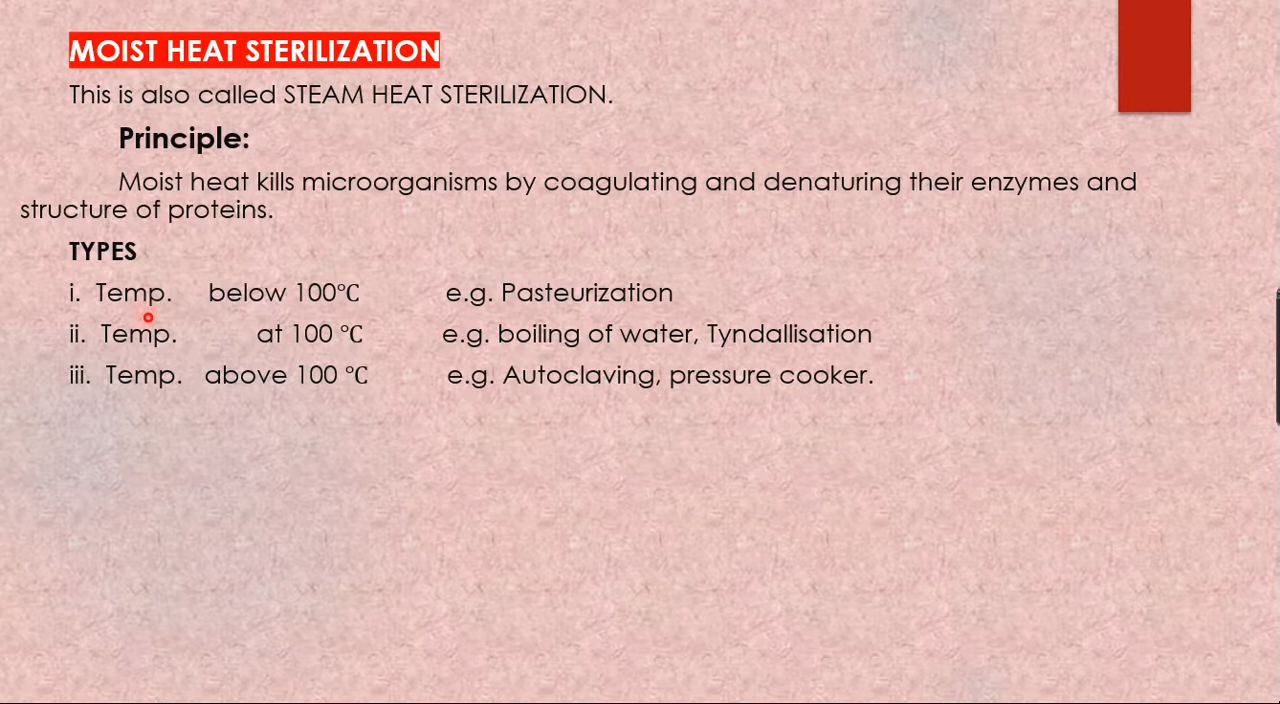 MOIST HEAT STERILIZATION
This is also called STEAM HEAT STERILIZATION.
Principle:
Moist heat kills microorganisms by coagulating and denaturing their enzymes and
structure of proteins.
TYPES
i. Temp. below 100°C e.g. Pasteurization
ii. Temp. at 100 °C e.g. boiling of water, Tyndallisation
iii. Temp. above 100 °C e.g. Autoclaving, pressure cooker.